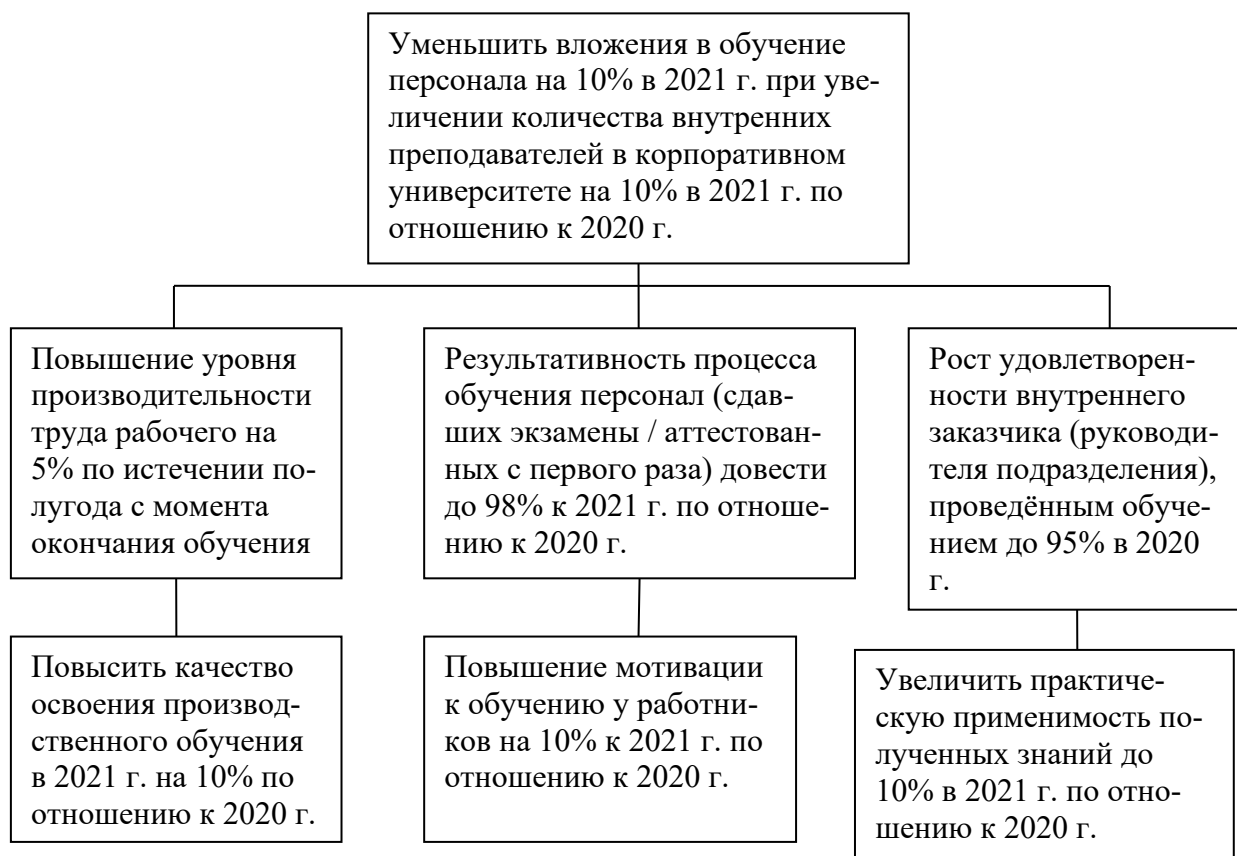 Уменьшить вложения в обучение
персонала на 10% в 2021 г. при уве-
личении количества внутренних
преподавателей в корпоративном
университете на 10% в 2021 г. по
отношению к 2020 г.
Повышение уровня
производительности
труда рабочего на
5% по истечении по-
лугода с момента
окончания обучения
Результативность процесса
обучения персонал (сдав-
ших экзамены / аттестован-
ных с первого раза) довести
до 98% к 2021 г. по отноше-
нию к 2020 г.
Рост удовлетворен-
ности внутреннего
заказчика (руководи-
теля подразделения),
проведённым обуче-
нием до 95% в 2020
г.
Повысить качество
освоения производ-
ственного обучения
в 2021 г. на 10% по
отношению к 2020 г.
Повышение мотивации
к обучению у работни-
ков на 10% к 2021 г. по
отношению к 2020 г.
Увеличить практиче-
скую применимость по-
лученных знаний до
10% в 2021 г. по отно-
шению к 2020 г.